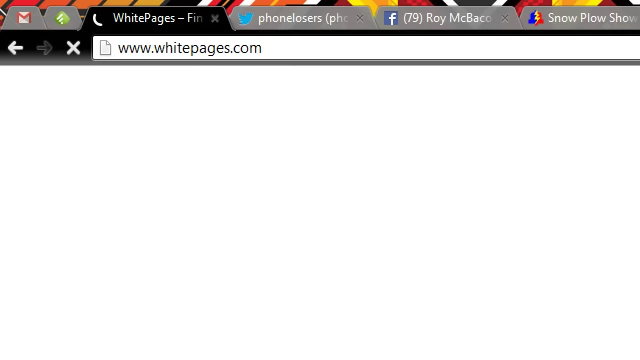 WhitePages – Fin
phonelosers (pho
(79) Roy McBaco
Snow Plow Show
www.whitepages.com